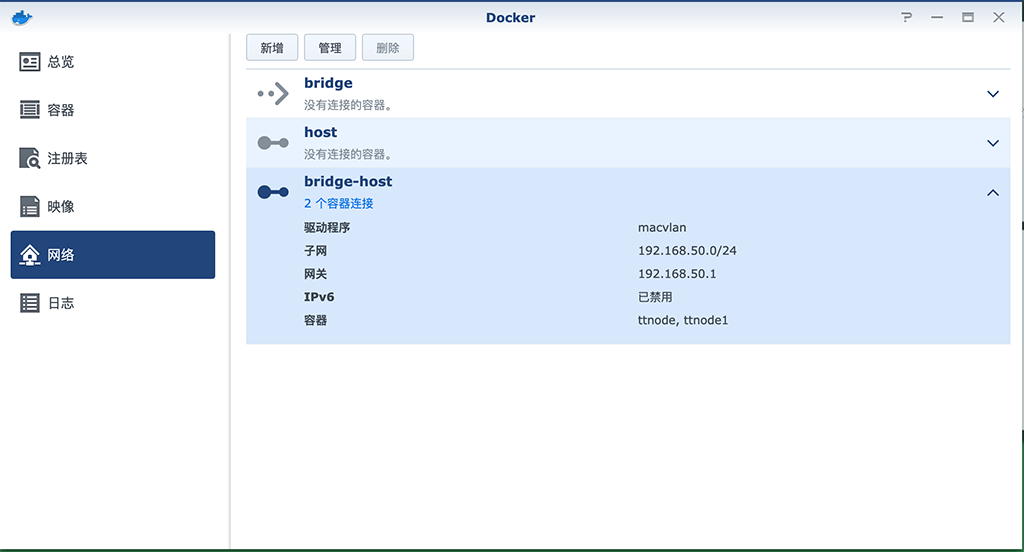 Docker
总览
容器
注册表
映像
网络
日志
新增 管理 删除
bridge
没有连接的容器。
host
没有连接的容器。
bridge-host
2 个容器连接
驱动程序 macvlan
子网 192.168.50.0/24
网关 192.168.50.1
IPv6 已禁用
容器 ttnode, ttnode1